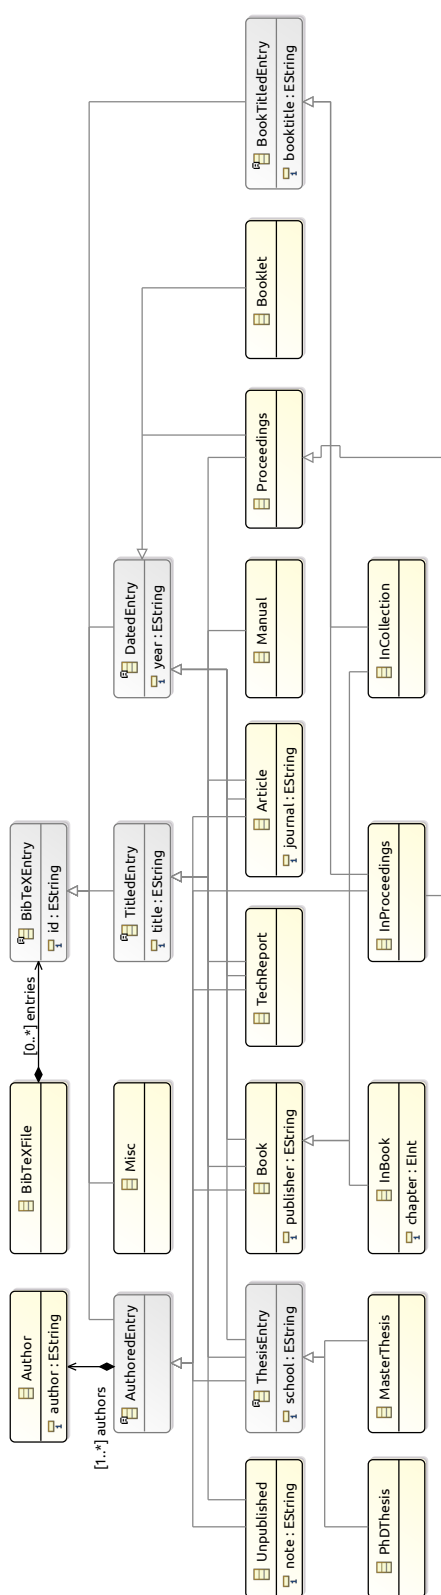 Author
author : EString
BibTeXFile
[0..*] entries
BibTeXEntry
id : EString
[1..*] authors
AuthoredEntry
Misc
TitledEntry
title : EString
DatedEntry
year : EString
Unpublished
note : EString
ThesisEntry
school : EString
Book
publisher : EString
TechReport
Article
journal : EString
Manual
Proceedings
Booklet
BookTitledEntry
booktitle : EString
PhDThesis
MasterThesis
InBook
chapter : EInt
InProceedings
InCollection